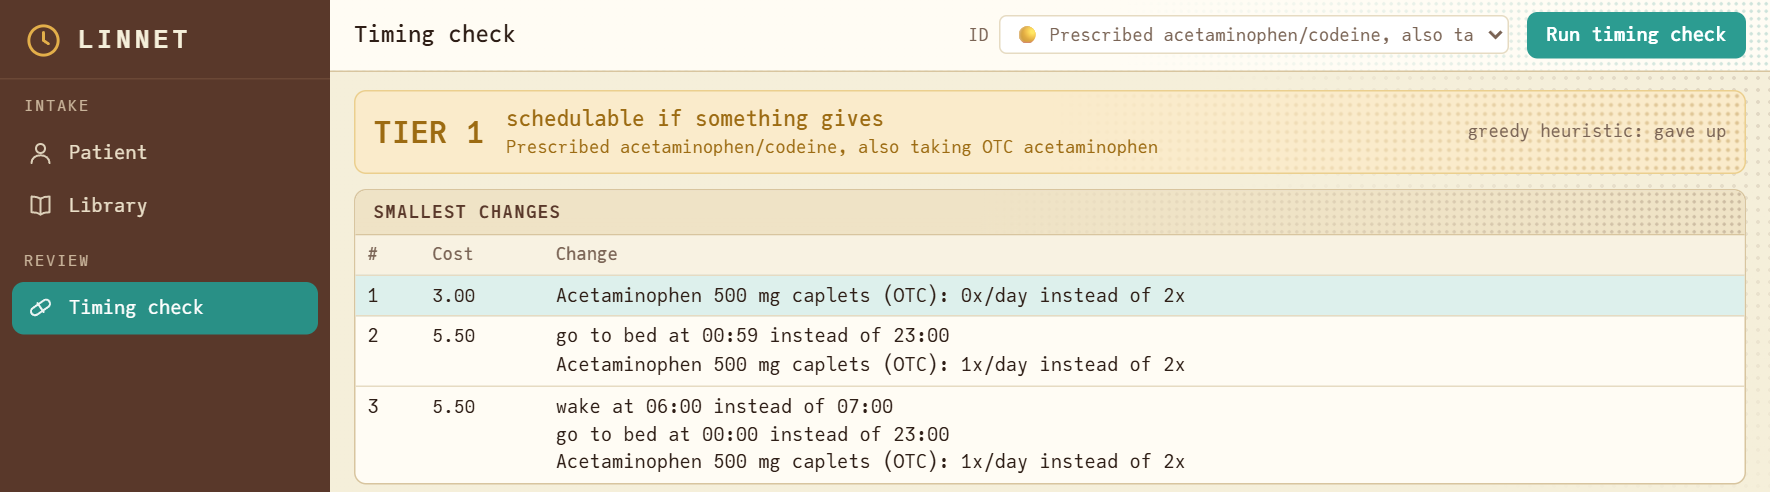 LINNET
INTAKE
Patient
Library
REVIEW
Timing check
Timing check
ID
Prescribed acetaminophen/codeine, also ta
Run timing check
TIER 1
schedulable if something gives
Prescribed acetaminophen/codeine, also taking OTC acetaminophen
greedy heuristic: gave up
SMALLEST CHANGES
# Cost Change
1 3.00 Acetaminophen 500 mg caplets (OTC): 0x/day instead of 2x
2 5.50 go to bed at 00:59 instead of 23:00
Acetaminophen 500 mg caplets (OTC): 1x/day instead of 2x
3 5.50 wake at 06:00 instead of 07:00
go to bed at 00:00 instead of 23:00
Acetaminophen 500 mg caplets (OTC): 1x/day instead of 2x